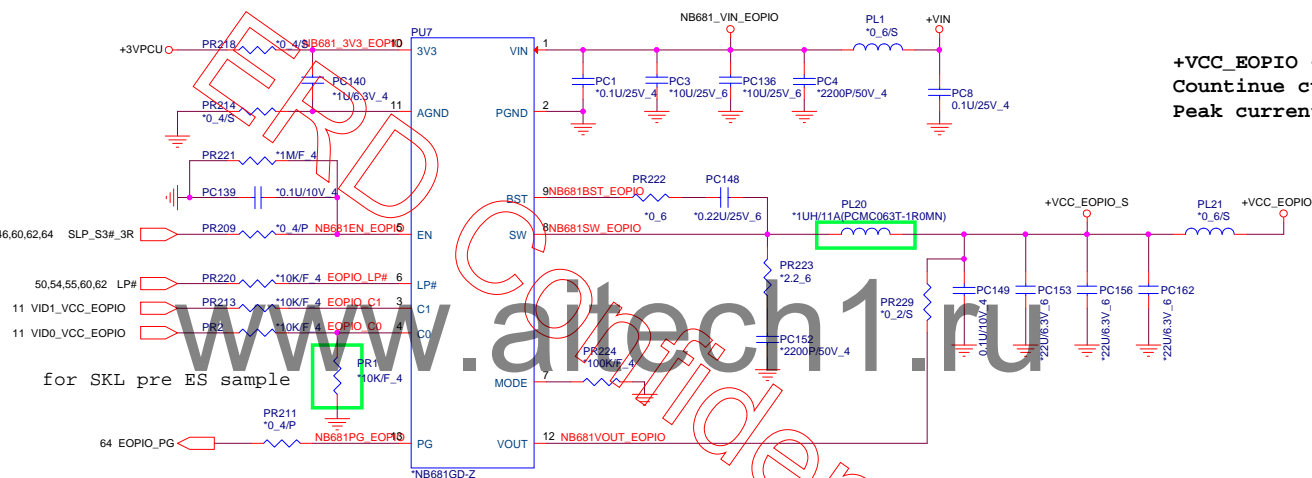 NB681_VIN_EOPIO
PL1
*0_6/S
+VIN
PU7
+3VPCU
PR218
*0_4/S
NB681_3V3_EOPIO
10
3V3
VIN
1
PC140
*1U/6.3V_4
PC1
*0.1U/25V_4
PC3
*10U/25V_6
PC136
*10U/25V_6
PC4
*2200P/50V_4
PC8
0.1U/25V_4
+VCC_EOPIO
Countinue
Peak current
PR214
*0_4/S
11
AGND
PGND
2
PR221
*1M/F_4
PC139
*0.1U/10V_4
BST
9
NB681BST_EOPIO
PR222
*0_6
PC148
*0.22U/25V_6
46,60,62,64
SLP_S3#_3R
PR209
*0_4/P
NB681EN_EOPIO
5
EN
SW
8
NB681SW_EOPIO
PL20
*1UH/11A(PCMC063T-1R0MN)
+VCC_EOPIO_S
PL21
*0_6/S
+VCC_EOPIO
50,54,55,60,62
LP#
PR220
*10K/F_4
EOPIO_LP#
6
LP#
11
VID1_VCC_EOPIO
PR213
*10K/F_4
EOPIO_C1
3
C1
11
VID0_VCC_EOPIO
PR2
*10K/F_4
EOPIO_C0
4
C0
PR223
*2.2_6
PR229
*0_2/S
PC149
0.1U/10V_4
PC153
*22U/6.3V_6
PC156
*22U/6.3V_6
PC162
*22U/6.3V_6
PC152
*2200P/50V_4
for SKL pre ES sample
PR1
*10K/F_4
MODE
7
PR224
*100K/F_4
PR211
*0_4/P
64
EOPIO_PG
NB681PG_EOPIO
13
PG
VOUT
12
NB681VOUT_EOPIO
*NB681GD-Z
www.aitech1.ru
ERD